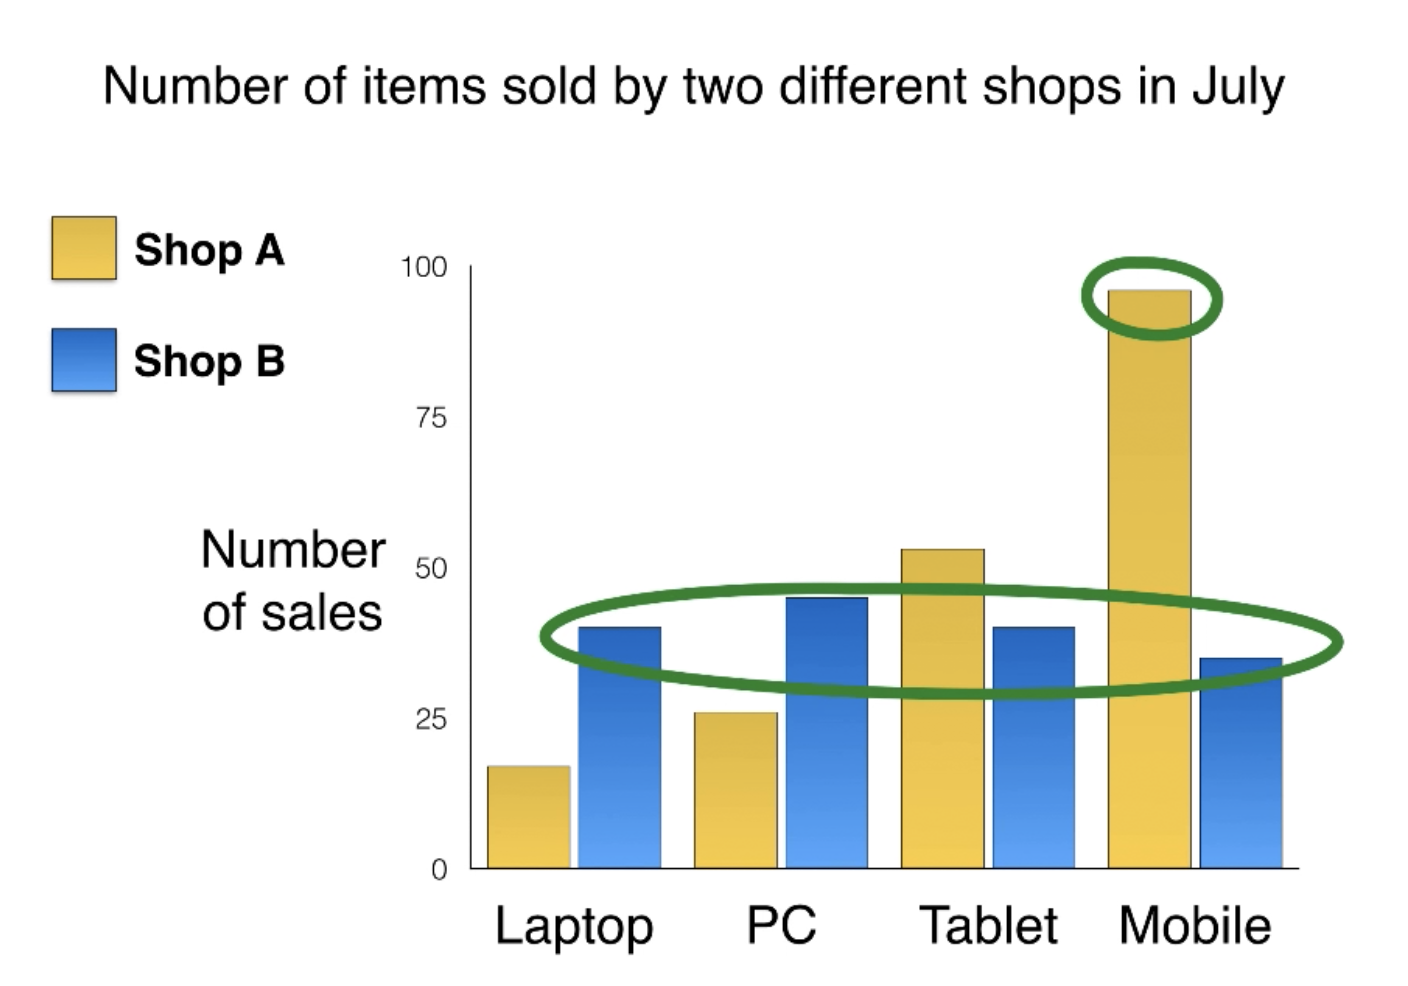 Number of items sold by two different shops in July
Shop A
Shop B
100
75
50
25
0
Number
of sales
Laptop
PC
Tablet
Mobile